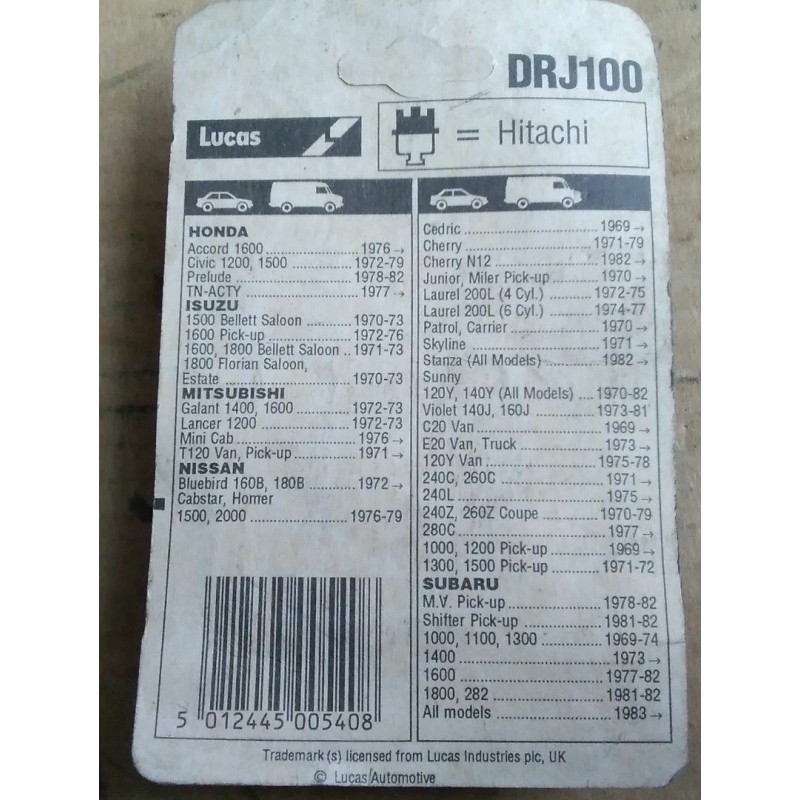 DRJ100
Lucas
= Hitachi
HONDA
Accord 1600 .................... 1976 →
Civic 1200, 1500 .............. 1972-79
Prelude ........................... 1978-82
TN-ACTY ......................... 1977 →
ISUZU
1500 Bellett Saloon ........... 1970-73
1600 Pick-up .................... 1972-76
1600, 1800 Bellett Saloon .. 1971-73
1800 Florian Saloon,
Estate ............................. 1970-73
MITSUBISHI
Galant 1400, 1600 ............. 1972-73
Lancer 1200 ..................... 1972-73
Mini Cab .......................... 1976 →
T120 Van, Pick-up ............. 1971 →
NISSAN
Bluebird 160B, 180B .......... 1972 →
Cabstar, Homer
1500, 2000 ...................... 1976-79
Cedric ............................. 1969 →
Cherry ............................. 1971-79
Cherry N12 ....................... 1982 →
Junior, Miler Pick-up .......... 1970 →
Laurel 200L (4 Cyl.) ........... 1972-75
Laurel 200L (6 Cyl.) ........... 1974-77
Patrol, Carrier ................... 1970 →
Skyline ............................ 1971 →
Stanza (All Models) ............ 1982 →
Sunny
120Y, 140Y (All Models) .... 1970-82
Violet 140J, 160J .............. 1973-81
C20 Van ........................... 1969 →
E20 Van, Truck .................. 1973 →
120Y Van ......................... 1975-78
240C, 260C ...................... 1971 →
240L ............................... 1975 →
240Z, 260Z Coupe ............. 1970-79
280C ............................... 1977 →
1000, 1200 Pick-up ............ 1969 →
1300, 1500 Pick-up ............ 1971-72
SUBARU
M.V. Pick-up ..................... 1978-82
Shifter Pick-up .................. 1981-82
1000, 1100, 1300 .............. 1969-74
1400 ............................... 1973 →
1600 ............................... 1977-82
1800, 282 ........................ 1981-82
All models ........................ 1983 →
5 012445 005408
Trademark (s) licensed from Lucas Industries plc, UK
© Lucas Automotive